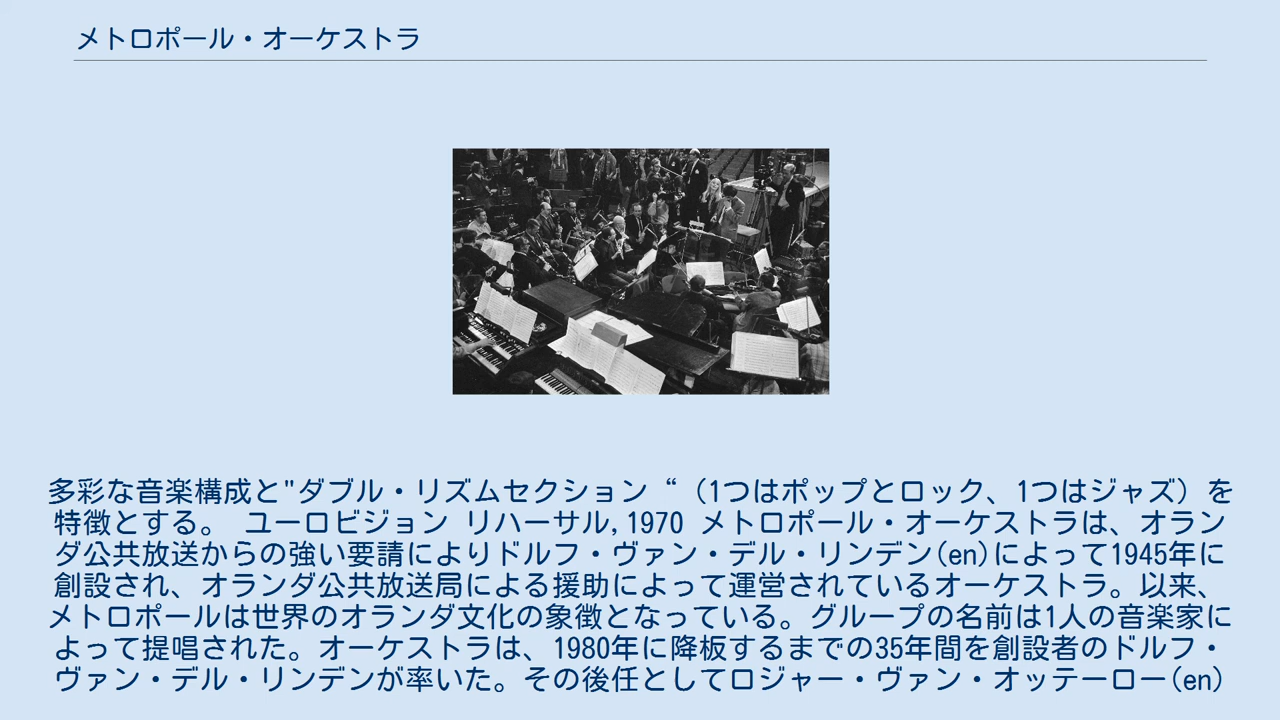 メトロポール・オーケストラ
多彩な音楽構成と"ダブル・リズムセクション“（1つはポップとロック、1つはジャズ）を
特徴とする。 ユーロビジョン リハーサル,1970 メトロポール・オーケストラは、オラン
ダ公共放送からの強い要請によりドルフ・ヴァン・デル・リンデン(en)によって1945年に
創設され、オランダ公共放送局による援助によって運営されているオーケストラ。以来、
メトロポールは世界のオランダ文化の象徴となっている。グループの名前は1人の音楽家に
よって提唱された。オーケストラは、1980年に降板するまでの35年間を創設者のドルフ・
ヴァン・デル・リンデンが率いた。その後任としてロジャー・ヴァン・オッテーロー(en)